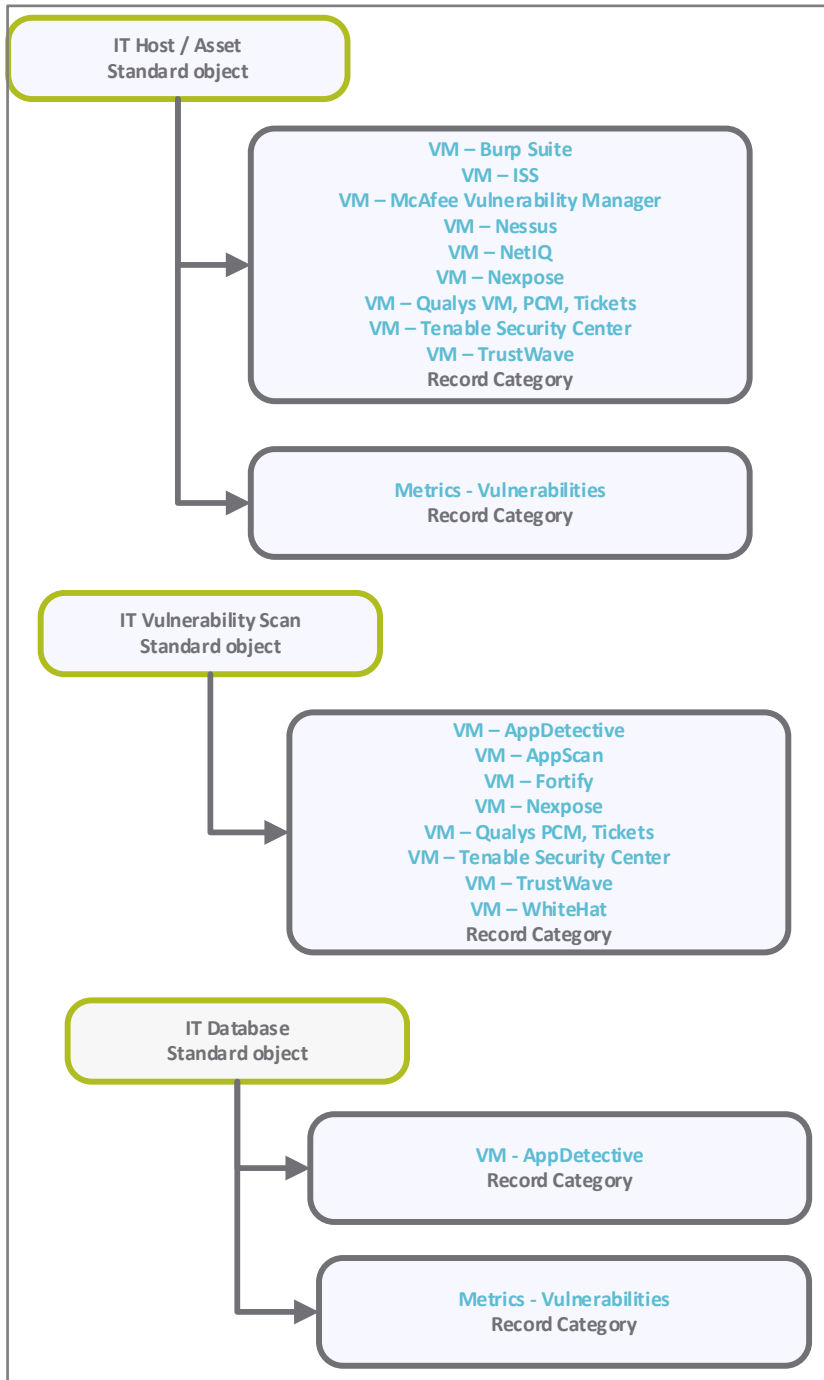 IT Host / Asset
Standard object
VM – Burp Suite
VM – ISS
VM – McAfee Vulnerability Manager
VM – Nessus
VM – NetIQ
VM – Nexpose
VM – Qualys VM, PCM, Tickets
VM – Tenable Security Center
VM – TrustWave
Record Category
Metrics - Vulnerabilities
Record Category
IT Vulnerability Scan
Standard object
VM – AppDetective
VM – AppScan
VM – Fortify
VM – Nexpose
VM – Qualys PCM, Tickets
VM – Tenable Security Center
VM – TrustWave
VM – WhiteHat
Record Category
IT Database
Standard object
VM - AppDetective
Record Category
Metrics - Vulnerabilities
Record Category